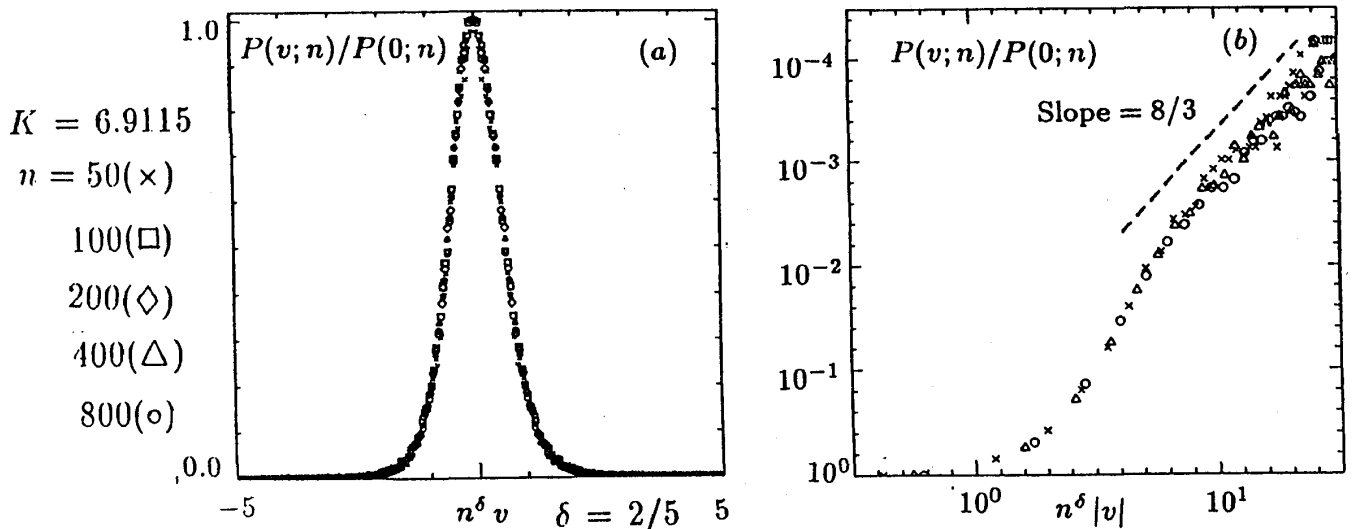 K = 6.9115
n = 50(×)
100(□)
200(◇)
400(△)
800(○)
P(v;n)/P(0;n)
(a)
1.0
0.0
−5
n^δ v
δ = 2/5
5
P(v;n)/P(0;n)
(b)
Slope = 8/3
10^−4
10^−3
10^−2
10^−1
10^0
10^0
n^δ |v|
10^1